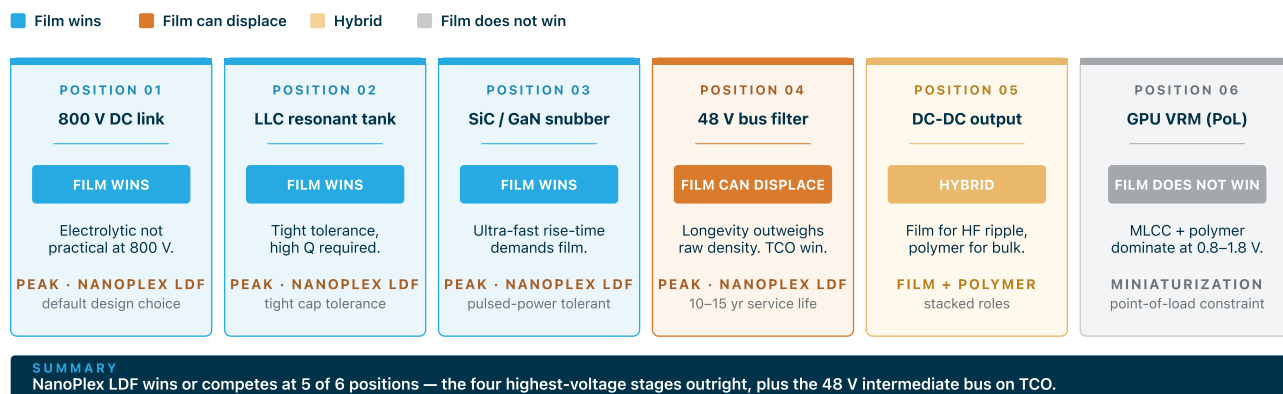 Film wins
Film can displace
Hybrid
Film does not win
POSITION 01
800 V DC link
FILM WINS
Electrolytic not
practical at 800 V.
PEAK · NANOPLEX LDF
default design choice
POSITION 02
LLC resonant tank
FILM WINS
Tight tolerance,
high Q required.
PEAK · NANOPLEX LDF
tight cap tolerance
POSITION 03
SiC / GaN snubber
FILM WINS
Ultra-fast rise-time
demands film.
PEAK · NANOPLEX LDF
pulsed-power tolerant
POSITION 04
48 V bus filter
FILM CAN DISPLACE
Longevity outweighs
raw density. TCO win.
PEAK · NANOPLEX LDF
10–15 yr service life
POSITION 05
DC-DC output
HYBRID
Film for HF ripple,
polymer for bulk.
FILM + POLYMER
stacked roles
POSITION 06
GPU VRM (PoL)
FILM DOES NOT WIN
MLCC + polymer
dominate at 0.8–1.8 V.
MINIATURIZATION
point-of-load constraint
SUMMARY
NanoPlex LDF wins or competes at 5 of 6 positions — the four highest-voltage stages outright, plus the 48 V intermediate bus on TCO.